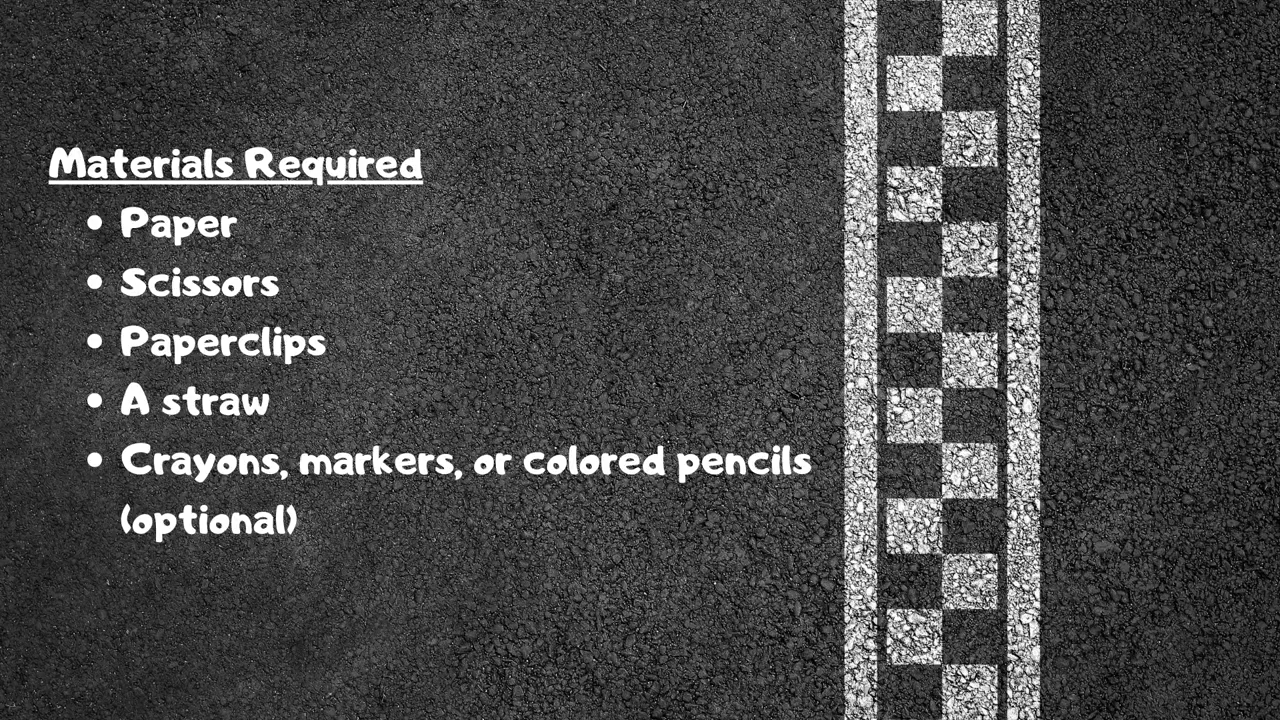 Materials Required
• Paper
• Scissors
• Paperclips
• A straw
• Crayons, markers, or colored pencils
(optional)